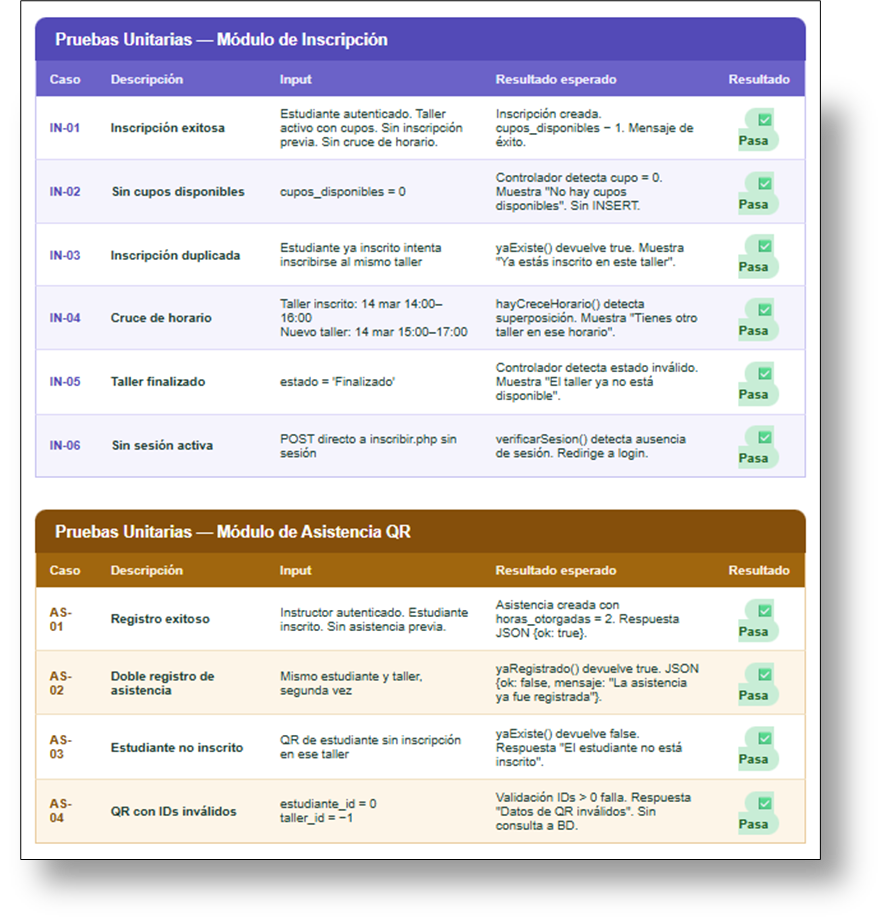 Pruebas Unitarias — Módulo de Inscripción
Caso Descripción Input Resultado esperado Resultado
IN-01 Inscripción exitosa
Estudiante autenticado. Taller
activo con cupos. Sin inscripción
previa. Sin cruce de horario.
Inscripción creada.
cupos_disponibles − 1. Mensaje de
éxito.
✅
Pasa
IN-02 Sin cupos disponibles
cupos_disponibles = 0
Controlador detecta cupo = 0.
Muestra "No hay cupos
disponibles". Sin INSERT.
✅
Pasa
IN-03 Inscripción duplicada
Estudiante ya inscrito intenta
inscribirse al mismo taller
yaExiste() devuelve true. Muestra
"Ya estás inscrito en este taller".
✅
Pasa
IN-04 Cruce de horario
Taller inscrito: 14 mar 14:00–
16:00
Nuevo taller: 14 mar 15:00–17:00
hayCreceHorario() detecta
superposición. Muestra "Tienes otro
taller en ese horario".
✅
Pasa
IN-05 Taller finalizado
estado = 'Finalizado'
Controlador detecta estado inválido.
Muestra "El taller ya no está
disponible".
✅
Pasa
IN-06 Sin sesión activa
POST directo a inscribir.php sin
sesión
verificarSesion() detecta ausencia
de sesión. Redirige a login.
✅
Pasa
Pruebas Unitarias — Módulo de Asistencia QR
Caso Descripción Input Resultado esperado Resultado
AS-
01
Registro exitoso
Instructor autenticado. Estudiante
inscrito. Sin asistencia previa.
Asistencia creada con
horas_otorgadas = 2. Respuesta
JSON {ok: true}.
✅
Pasa
AS-
02
Doble registro de
asistencia
Mismo estudiante y taller,
segunda vez
yaRegistrado() devuelve true. JSON
{ok: false, mensaje: "La asistencia
ya fue registrada"}.
✅
Pasa
AS-
03
Estudiante no inscrito
QR de estudiante sin inscripción
en ese taller
yaExiste() devuelve false.
Respuesta "El estudiante no está
inscrito".
✅
Pasa
AS-
04
QR con IDs inválidos
estudiante_id = 0
taller_id = −1
Validación IDs > 0 falla. Respuesta
"Datos de QR inválidos". Sin
consulta a BD.
✅
Pasa